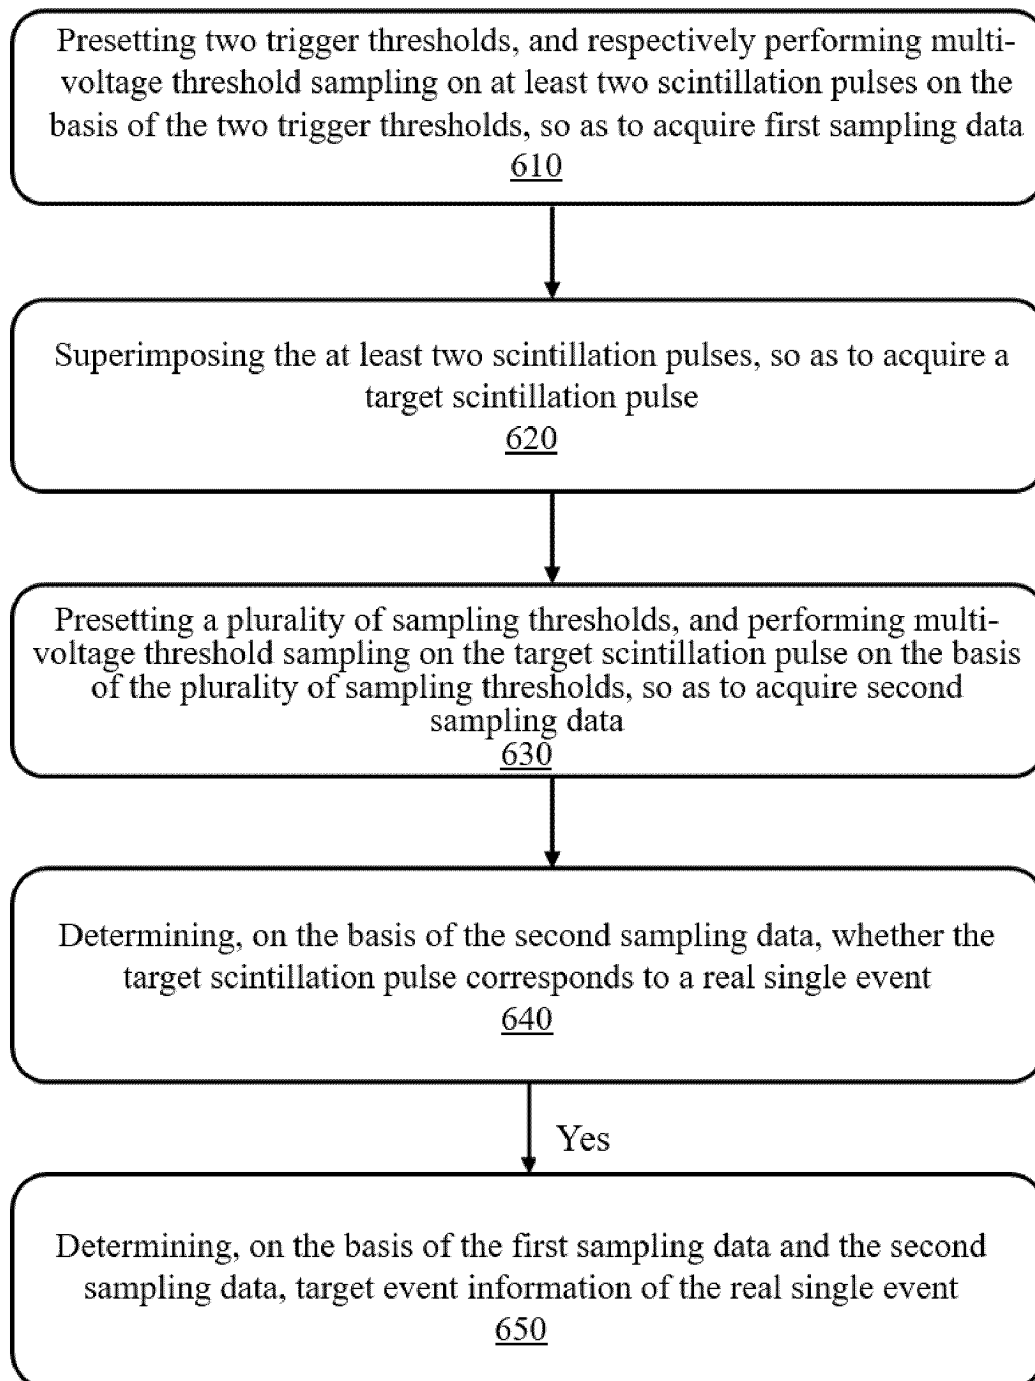 Presetting two trigger thresholds, and respectively performing multi-
voltage threshold sampling on at least two scintillation pulses on the
basis of the two trigger thresholds, so as to acquire first sampling data
610
Superimposing the at least two scintillation pulses, so as to acquire a
target scintillation pulse
620
Presetting a plurality of sampling thresholds, and performing multi-
voltage threshold sampling on the target scintillation pulse on the basis
of the plurality of sampling thresholds, so as to acquire second
sampling data
630
Determining, on the basis of the second sampling data, whether the
target scintillation pulse corresponds to a real single event
640
Yes
Determining, on the basis of the first sampling data and the second
sampling data, target event information of the real single event
650